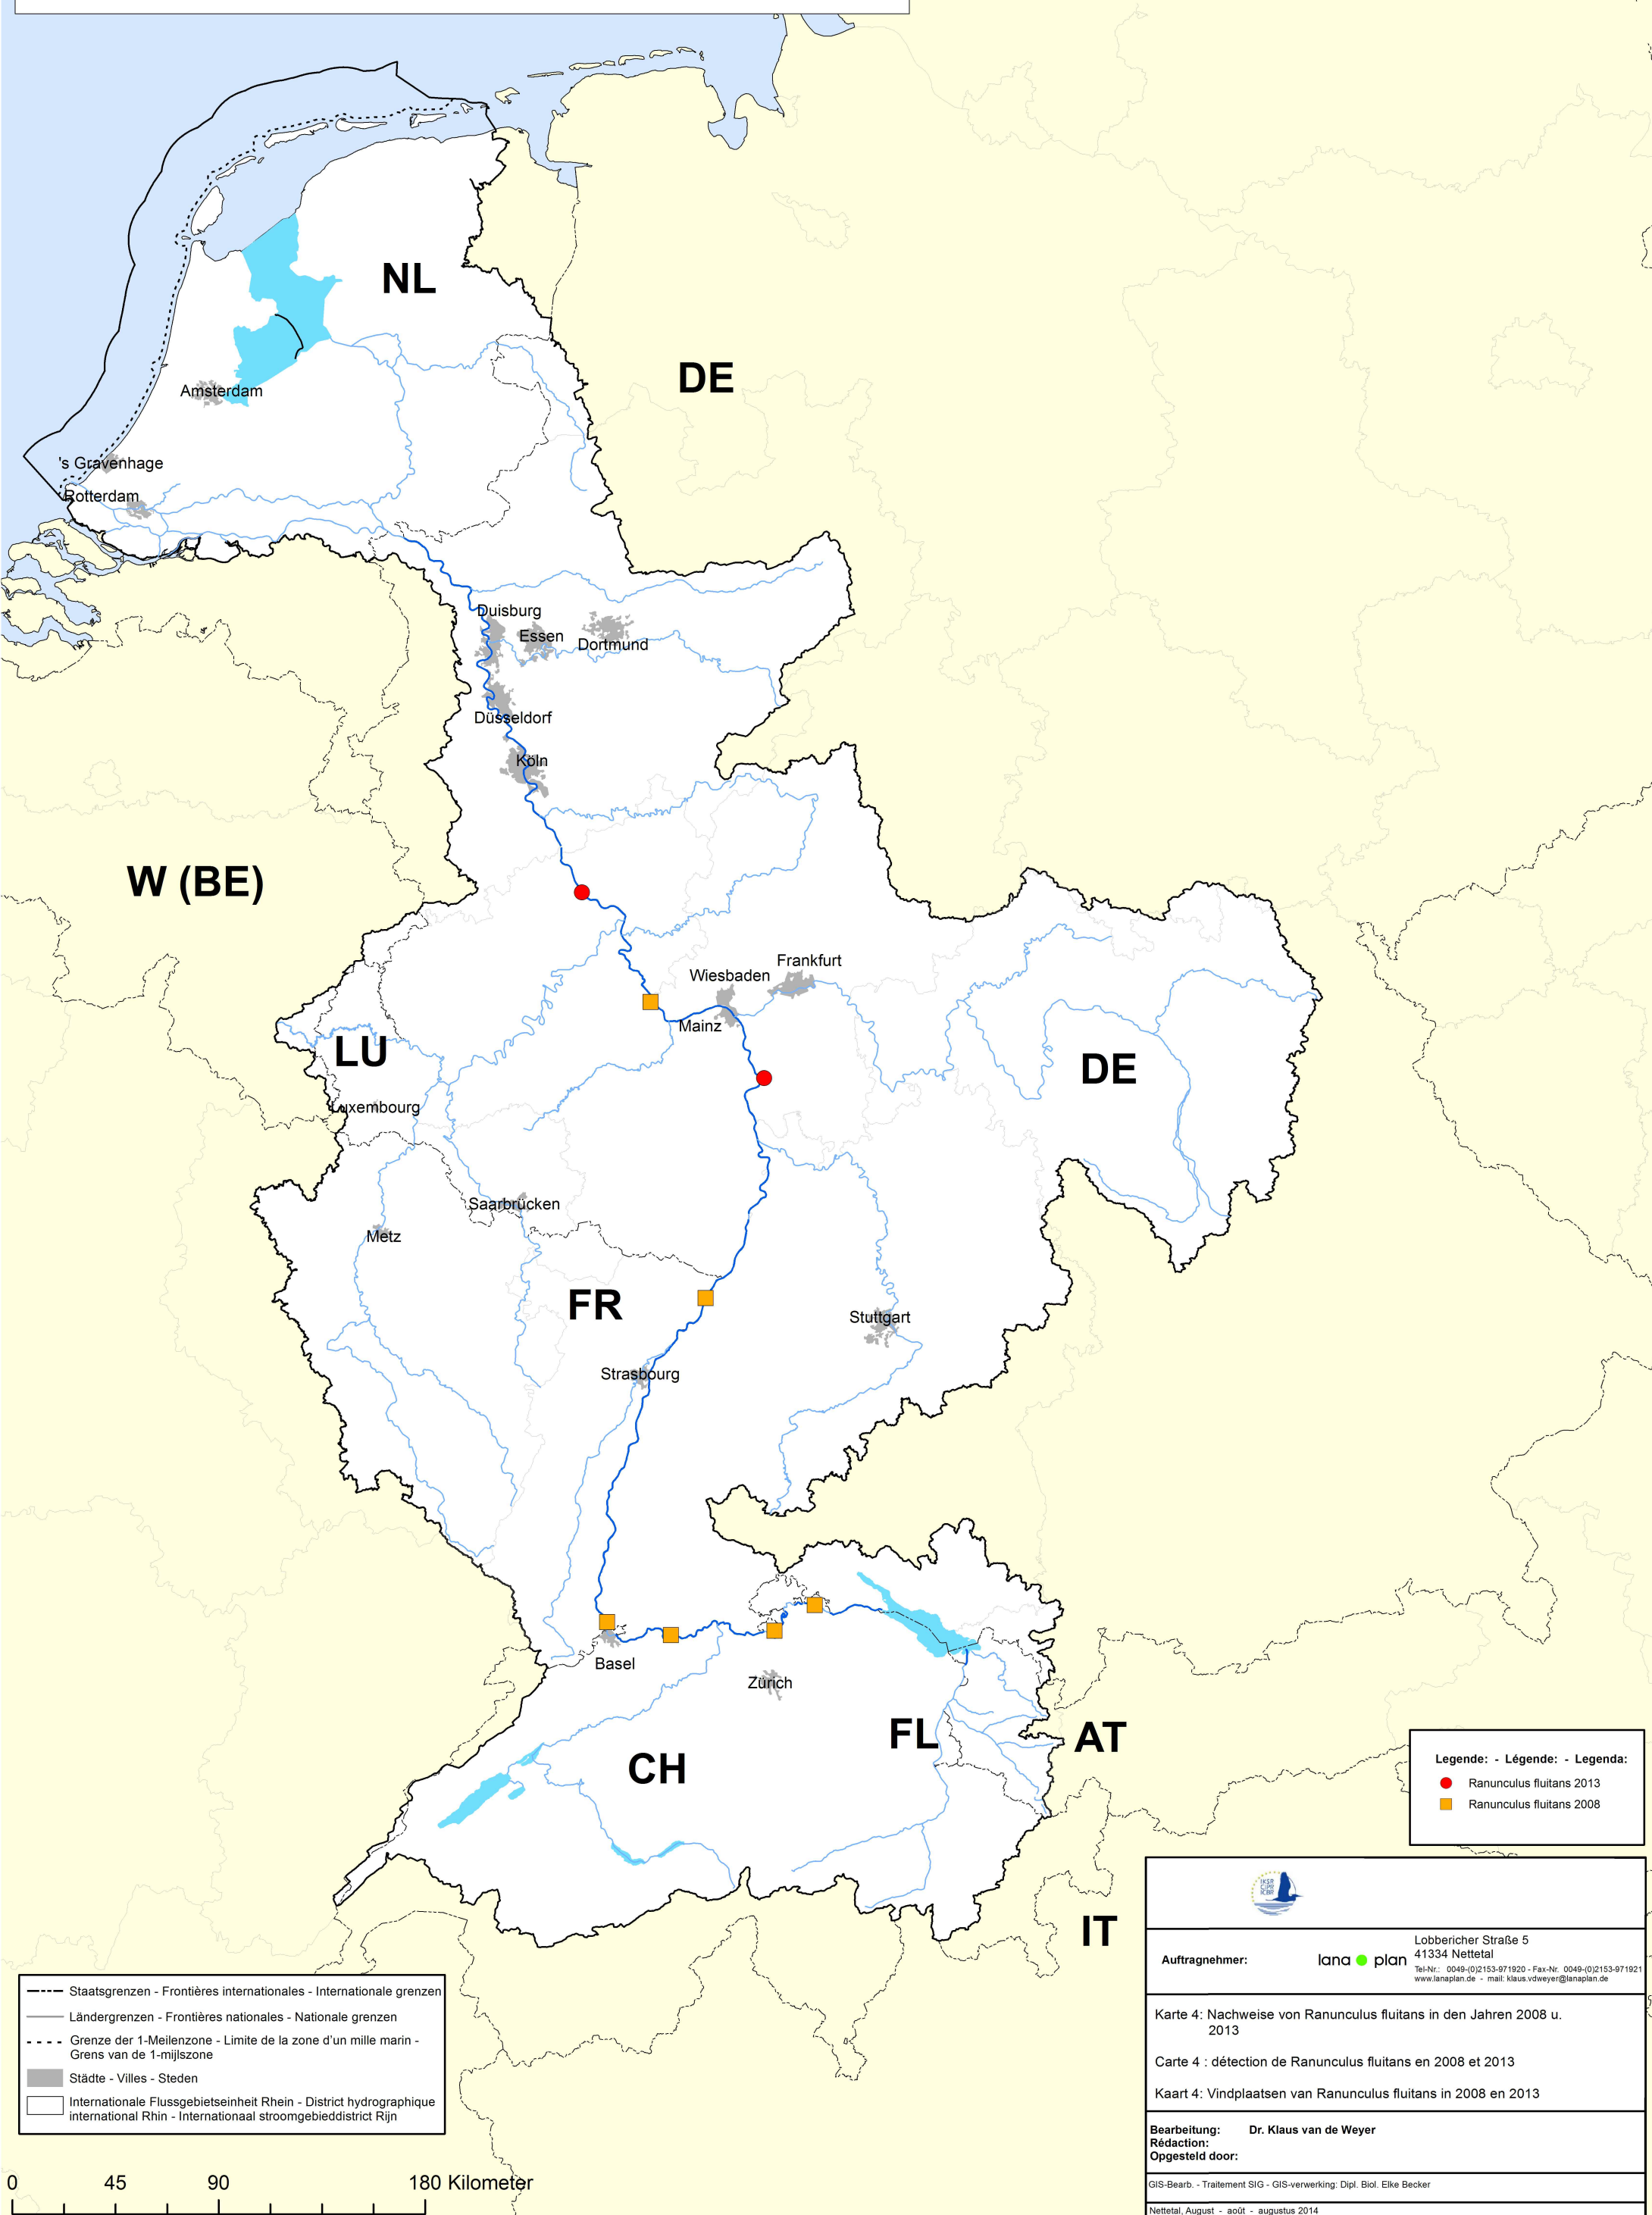 NL
DE
Amsterdam
's Gravenhage
Rotterdam
Duisburg
Essen
Dortmund
Düsseldorf
Köln
W (BE)
Frankfurt
Wiesbaden
Mainz
LU
DE
Luxembourg
Saarbrücken
Metz
FR
Stuttgart
Strasbourg
Basel
Zürich
FL
AT
CH
IT
Legende: - Légende: - Legenda:
Ranunculus fluitans 2013
Ranunculus fluitans 2008
IKSR
CIPR
ICBR
Auftragnehmer:
lana plan
Lobbericher Straße 5
41334 Nettetal
Tel-Nr.: 0049-(0)2153-971920 - Fax-Nr. 0049-(0)2153-971921
www.lanaplan.de - mail: klaus.vdweyer@lanaplan.de
Karte 4: Nachweise von Ranunculus fluitans in den Jahren 2008 u.
2013
Carte 4 : détection de Ranunculus fluitans en 2008 et 2013
Kaart 4: Vindplaatsen van Ranunculus fluitans in 2008 en 2013
Bearbeitung: Dr. Klaus van de Weyer
Rédaction:
Opgesteld door:
GIS-Bearb. - Traitement SIG - GIS-verwerking: Dipl. Biol. Elke Becker
Nettetal, August - août - augustus 2014
Staatsgrenzen - Frontières internationales - Internationale grenzen
Ländergrenzen - Frontières nationales - Nationale grenzen
Grenze der 1-Meilenzone - Limite de la zone d'un mille marin -
Grens van de 1-mijlszone
Städte - Villes - Steden
Internationale Flussgebietseinheit Rhein - District hydrographique
international Rhin - Internationaal stroomgebieddistrict Rijn
0 45 90 180 Kilometer